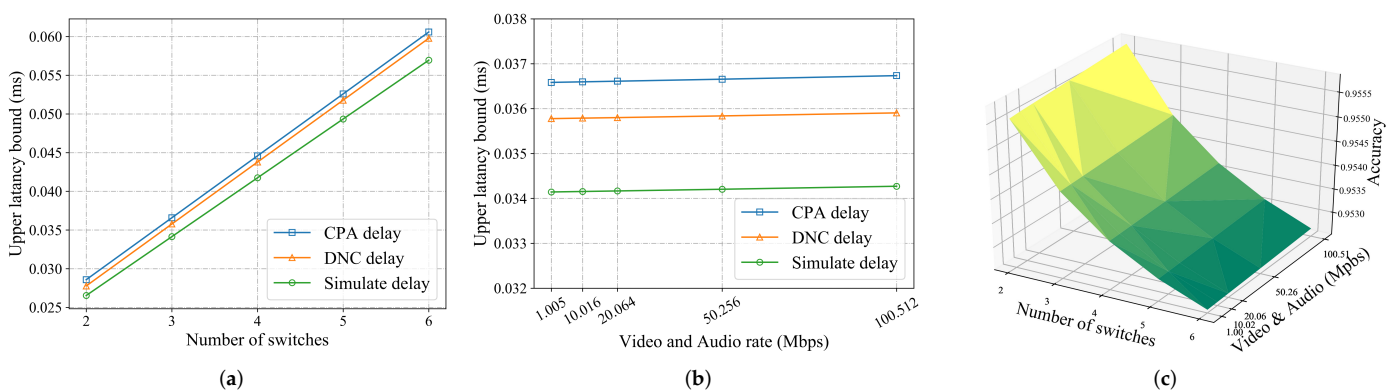 0.060
0.055
0.050
0.045
0.040
0.035
0.030
0.025
Upper latancy bound (ms)
2 3 4 5 6
Number of switches
CPA delay
DNC delay
Simulate delay
(a)
0.038
0.037
0.036
0.035
0.034
0.033
0.032
Upper latancy bound (ms)
1.005 10.016 20.064 50.256 100.512
Video and Audio rate (Mbps)
CPA delay
DNC delay
Simulate delay
(b)
0.9555
0.9550
0.9545
0.9540
0.9535
0.9530
Accuracy
2 3 4 5 6
Number of switches
1.00 10.02 20.06 50.26 100.51
Video & Audio (Mpbs)
(c)